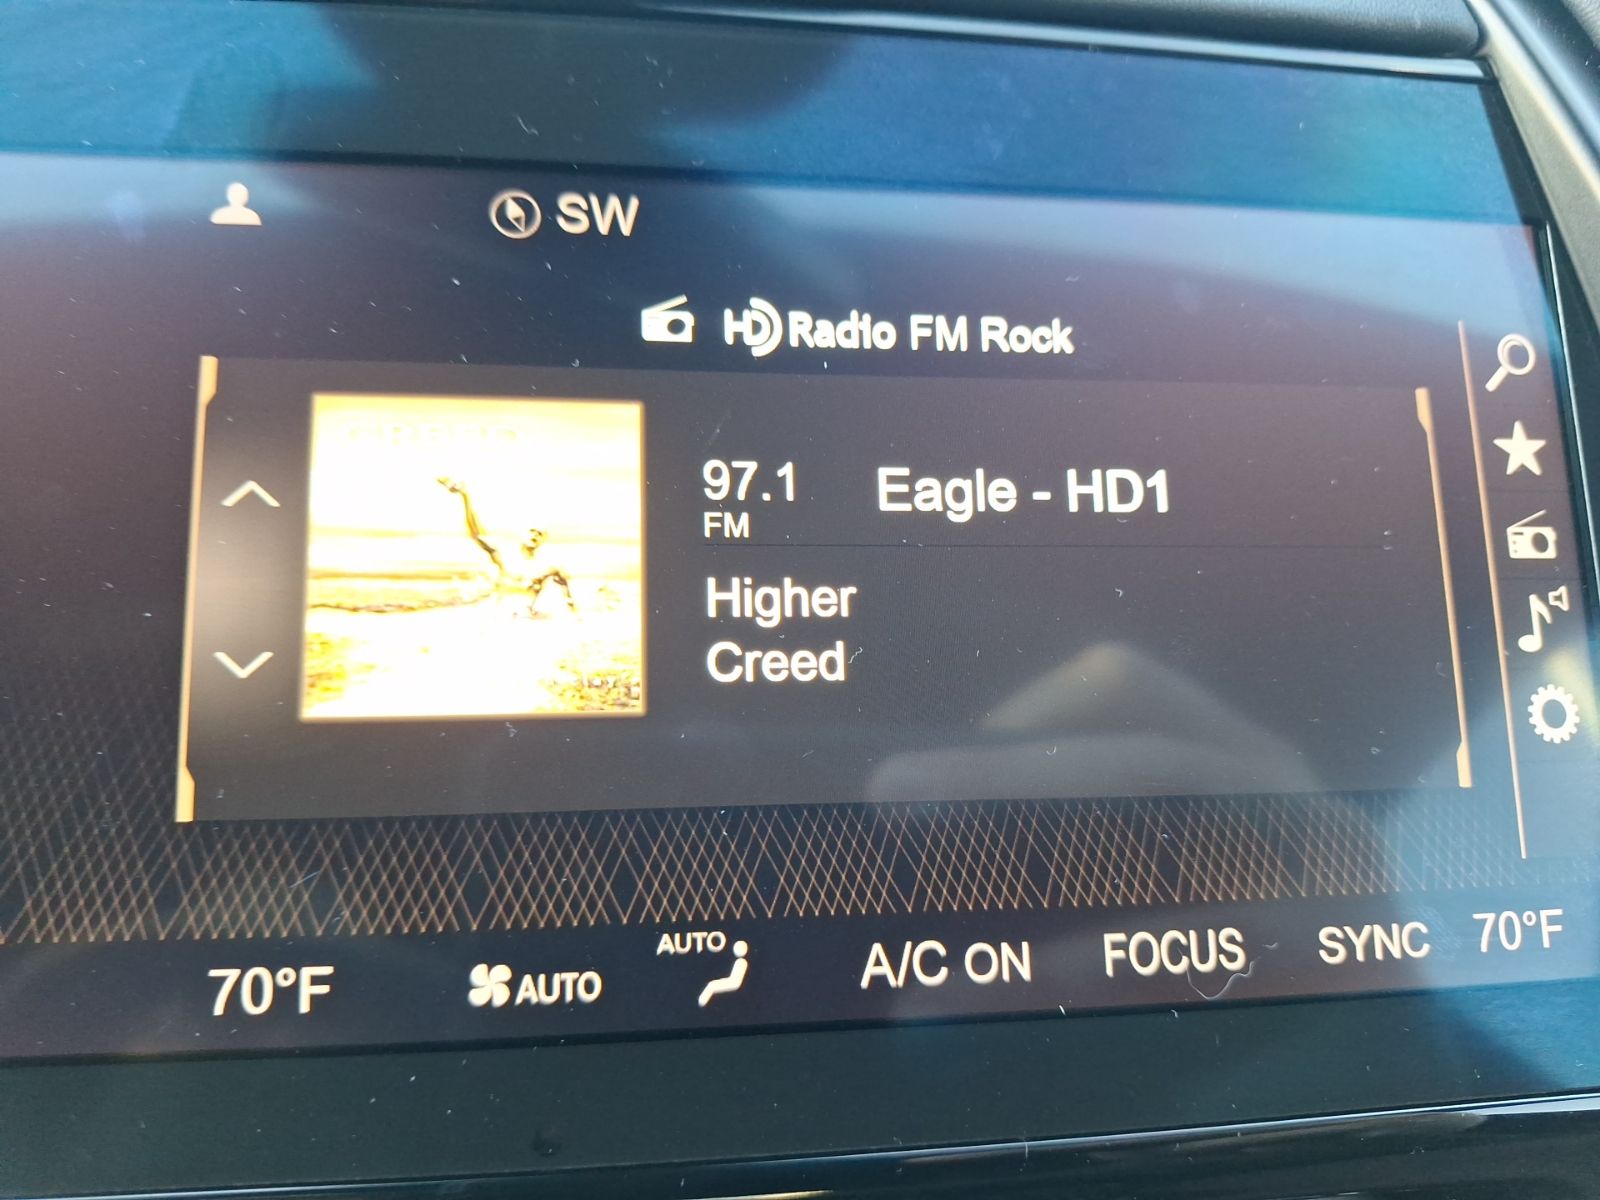 SW
HD Radio FM Rock
CREED
97.1 Eagle - HD1
FM
Higher
Creed
70°F AUTO AUTO A/C ON FOCUS SYNC 70°F